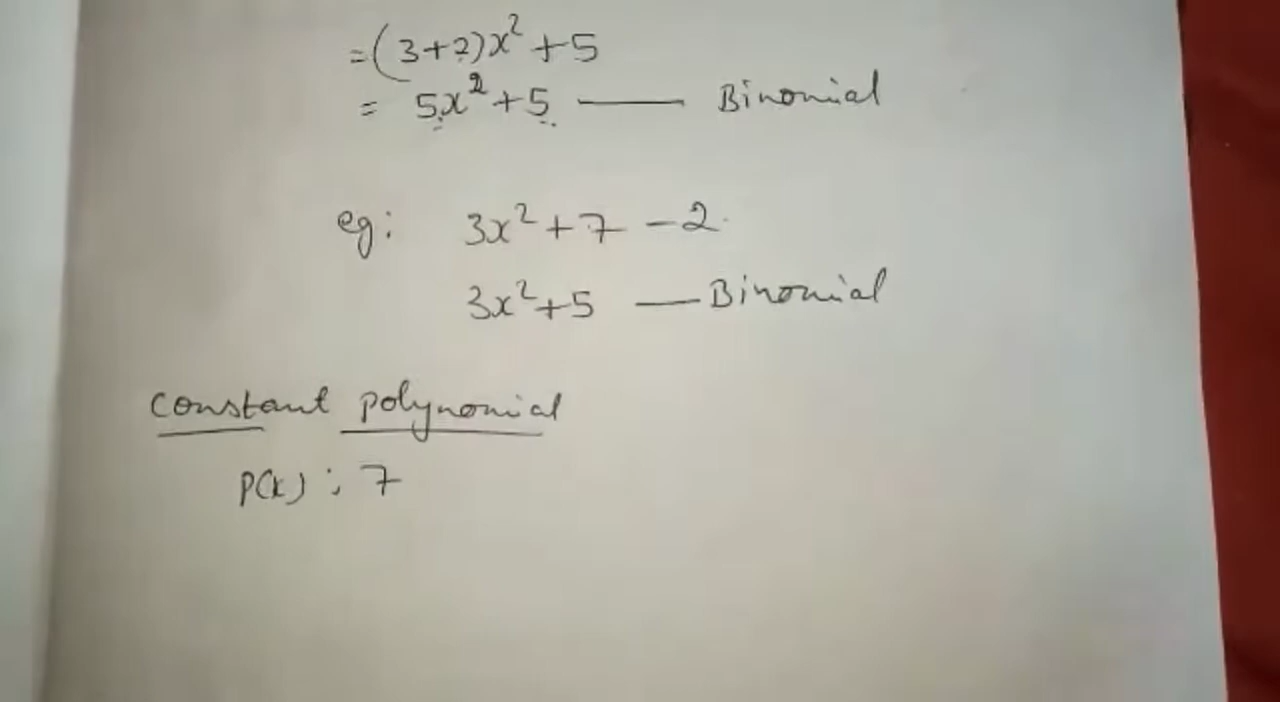 =(3+2)x²+5
= 5x²+5 —— Binomial
eg: 3x²+7 -2
3x²+5 — Binomial
constant polynomial
P(x) : 7